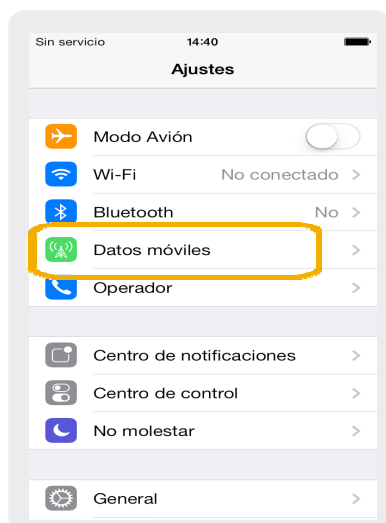 Sin servicio 14:40
Ajustes
Modo Avión
Wi-Fi No conectado
Bluetooth No
Datos móviles
Operador
Centro de notificaciones
Centro de control
No molestar
General